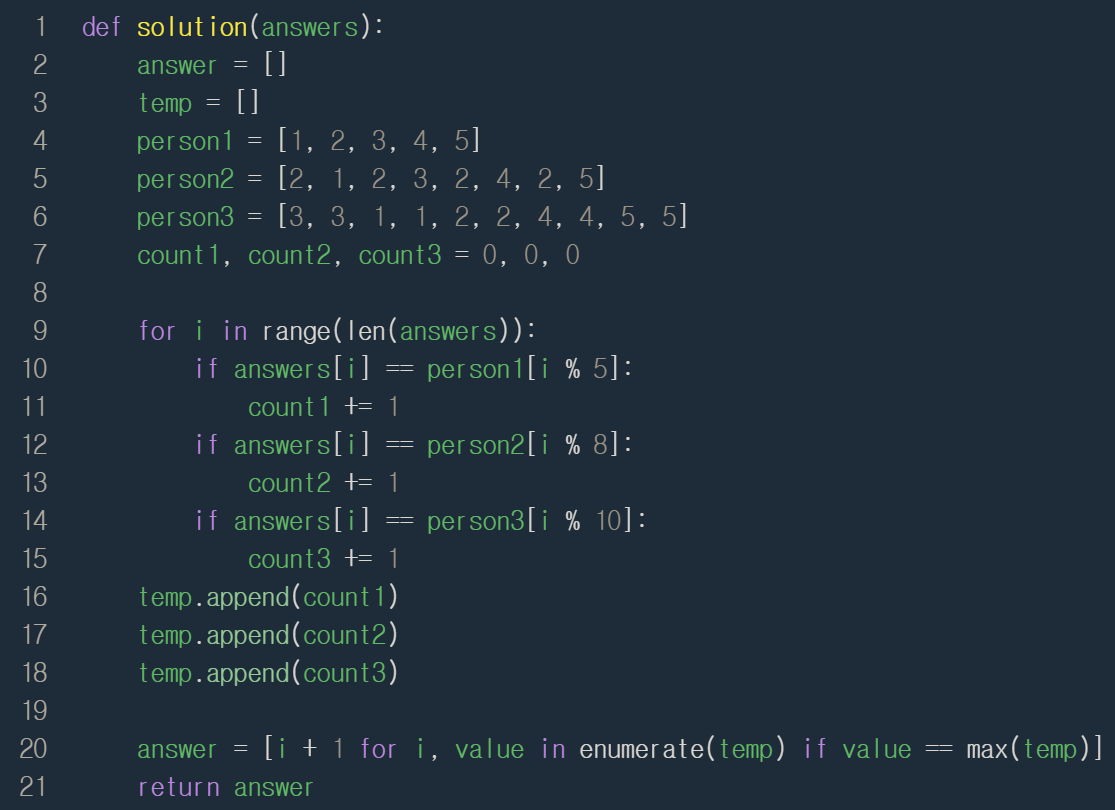 1 def solution(answers):
2     answer = []
3     temp = []
4     person1 = [1, 2, 3, 4, 5]
5     person2 = [2, 1, 2, 3, 2, 4, 2, 5]
6     person3 = [3, 3, 1, 1, 2, 2, 4, 4, 5, 5]
7     count1, count2, count3 = 0, 0, 0
8
9     for i in range(len(answers)):
10         if answers[i] == person1[i % 5]:
11             count1 += 1
12         if answers[i] == person2[i % 8]:
13             count2 += 1
14         if answers[i] == person3[i % 10]:
15             count3 += 1
16     temp.append(count1)
17     temp.append(count2)
18     temp.append(count3)
19
20     answer = [i + 1 for i, value in enumerate(temp) if value == max(temp)]
21     return answer